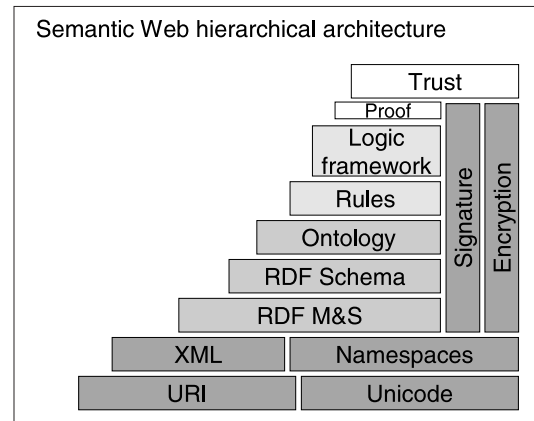 Semantic Web hierarchical architecture
Trust
Proof
Logic
framework
Rules
Ontology
RDF Schema
RDF M&S
Signature
Encryption
XML
Namespaces
URI
Unicode